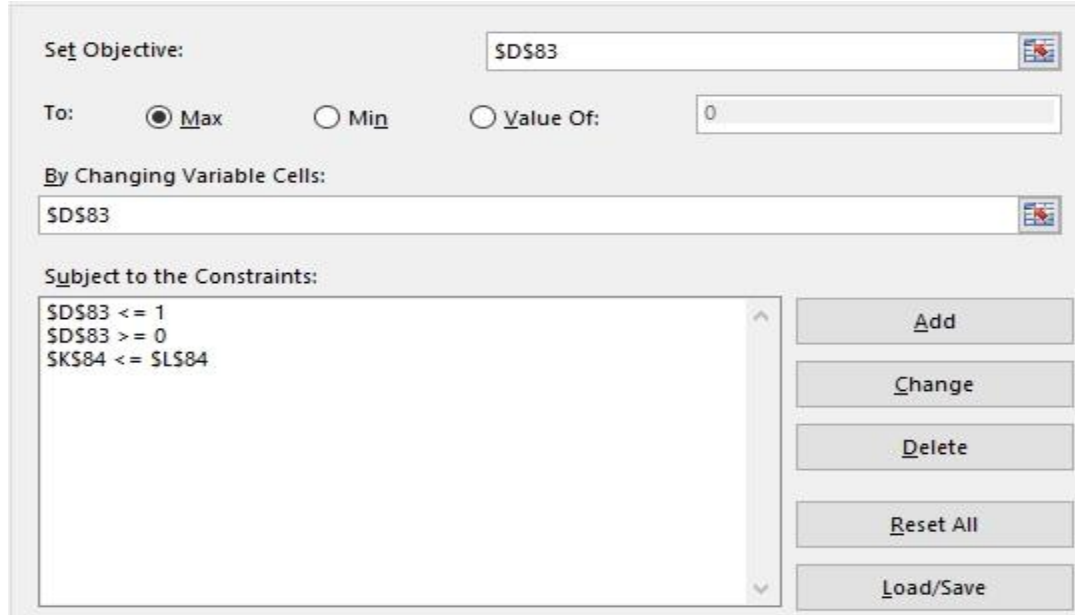 Set Objective: $D$83
To: Max Min Value Of: 0
By Changing Variable Cells:
$D$83
Subject to the Constraints:
$D$83 <= 1
$D$83 >= 0
$K$84 <= $L$84
Add
Change
Delete
Reset All
Load/Save